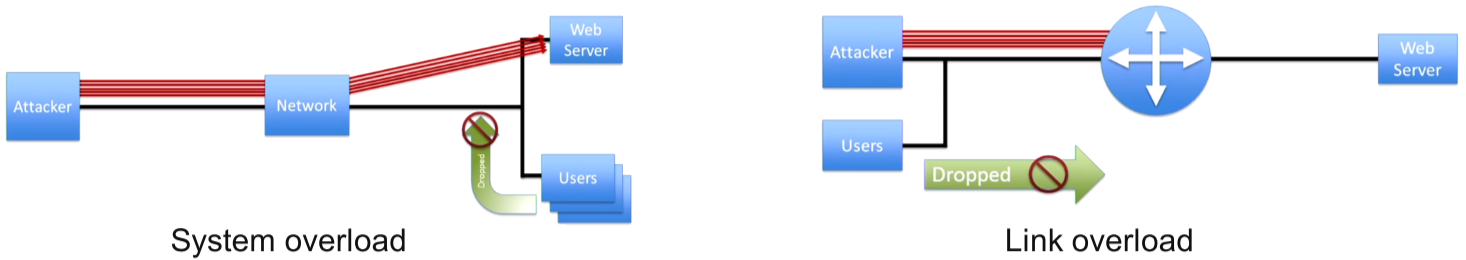 Attacker
Network
Web
Server
Dropped
Users
System overload
Attacker
Users
Dropped
Web
Server
Link overload